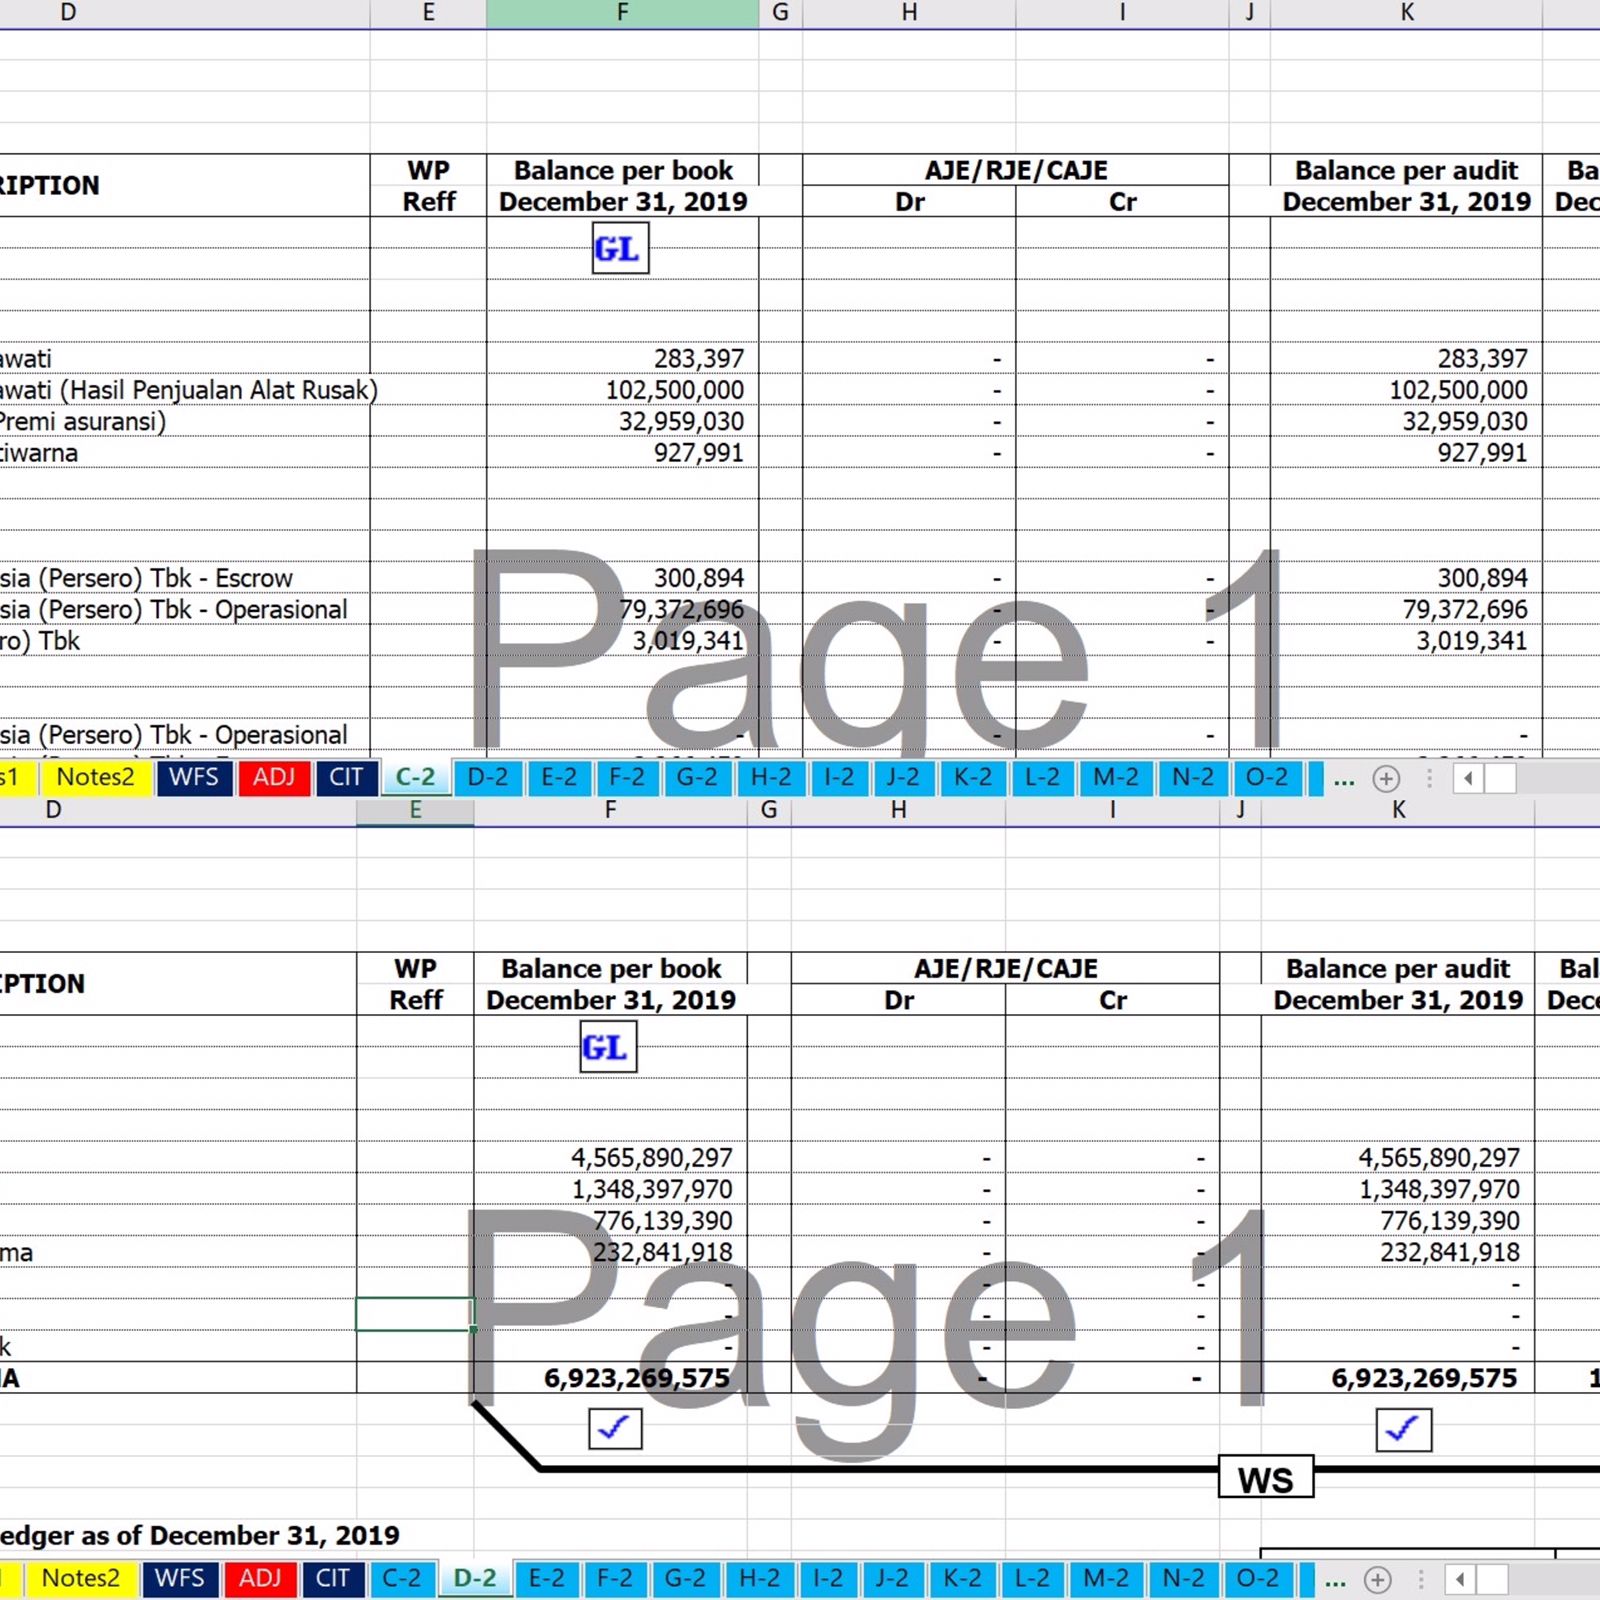 D E F G H I J K
RIPTION WP Balance per book AJE/RJE/CAJE Balance per audit Ba
Reff December 31, 2019 Dr Cr December 31, 2019 Dec
GL
awati 283,397 - - 283,397
awati (Hasil Penjualan Alat Rusak) 102,500,000 - - 102,500,000
Premi asuransi) 32,959,030 - - 32,959,030
tiwarna 927,991 - - 927,991
Page 1
sia (Persero) Tbk - Escrow 300,894 - - 300,894
sia (Persero) Tbk - Operasional 79,372,696 - - 79,372,696
ro) Tbk 3,019,341 - - 3,019,341
sia (Persero) Tbk - Operasional - - - -
s1 Notes2 WFS ADJ CIT C-2 D-2 E-2 F-2 G-2 H-2 I-2 J-2 K-2 L-2 M-2 N-2 O-2 ...
D E F G H I J K
IPTION WP Balance per book AJE/RJE/CAJE Balance per audit Bal
Reff December 31, 2019 Dr Cr December 31, 2019 Dece
GL
4,565,890,297 - - 4,565,890,297
1,348,397,970 - - 1,348,397,970
776,139,390 - - 776,139,390
ma 232,841,918 - - 232,841,918
- - - -
- - - -
k - - - -
IA 6,923,269,575 - - 6,923,269,575 1
Page 1
WS
edger as of December 31, 2019
Notes2 WFS ADJ CIT C-2 D-2 E-2 F-2 G-2 H-2 I-2 J-2 K-2 L-2 M-2 N-2 O-2 ...